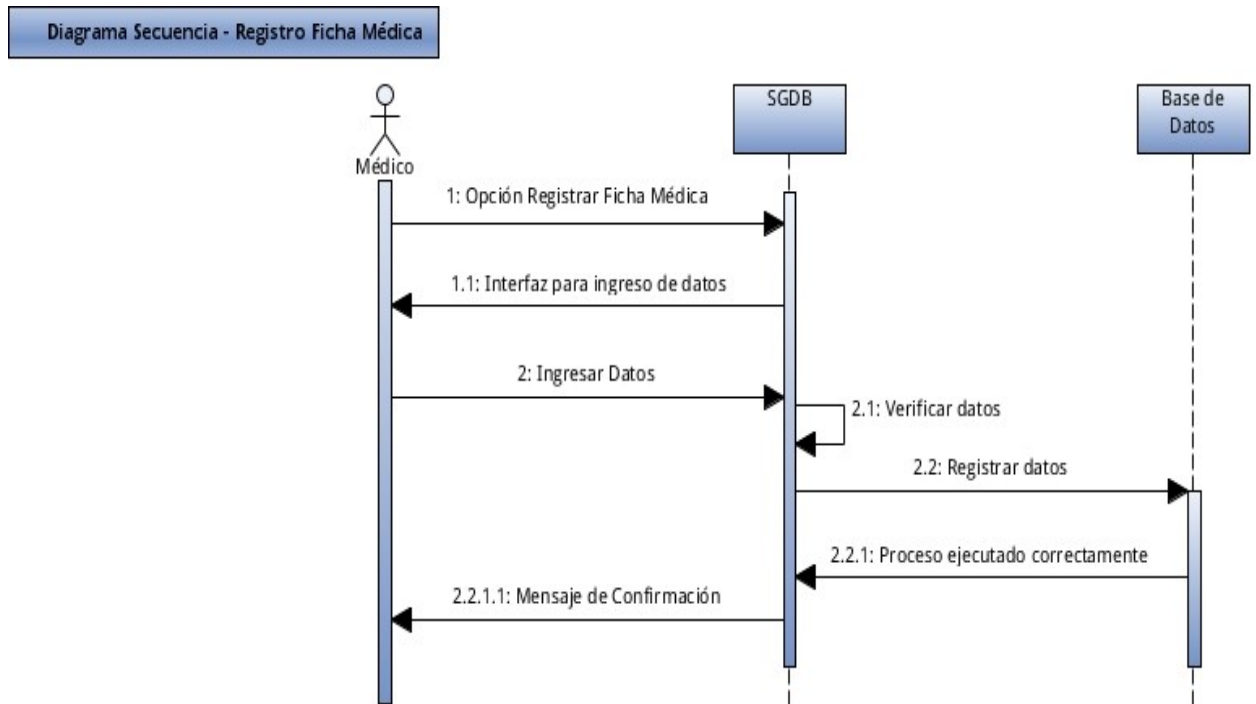 Diagrama Secuencia - Registro Ficha Médica
SGDB
Base de
Datos
Médico
1: Opción Registrar Ficha Médica
1.1: Interfaz para ingreso de datos
2: Ingresar Datos
2.1: Verificar datos
2.2: Registrar datos
2.2.1: Proceso ejecutado correctamente
2.2.1.1: Mensaje de Confirmación